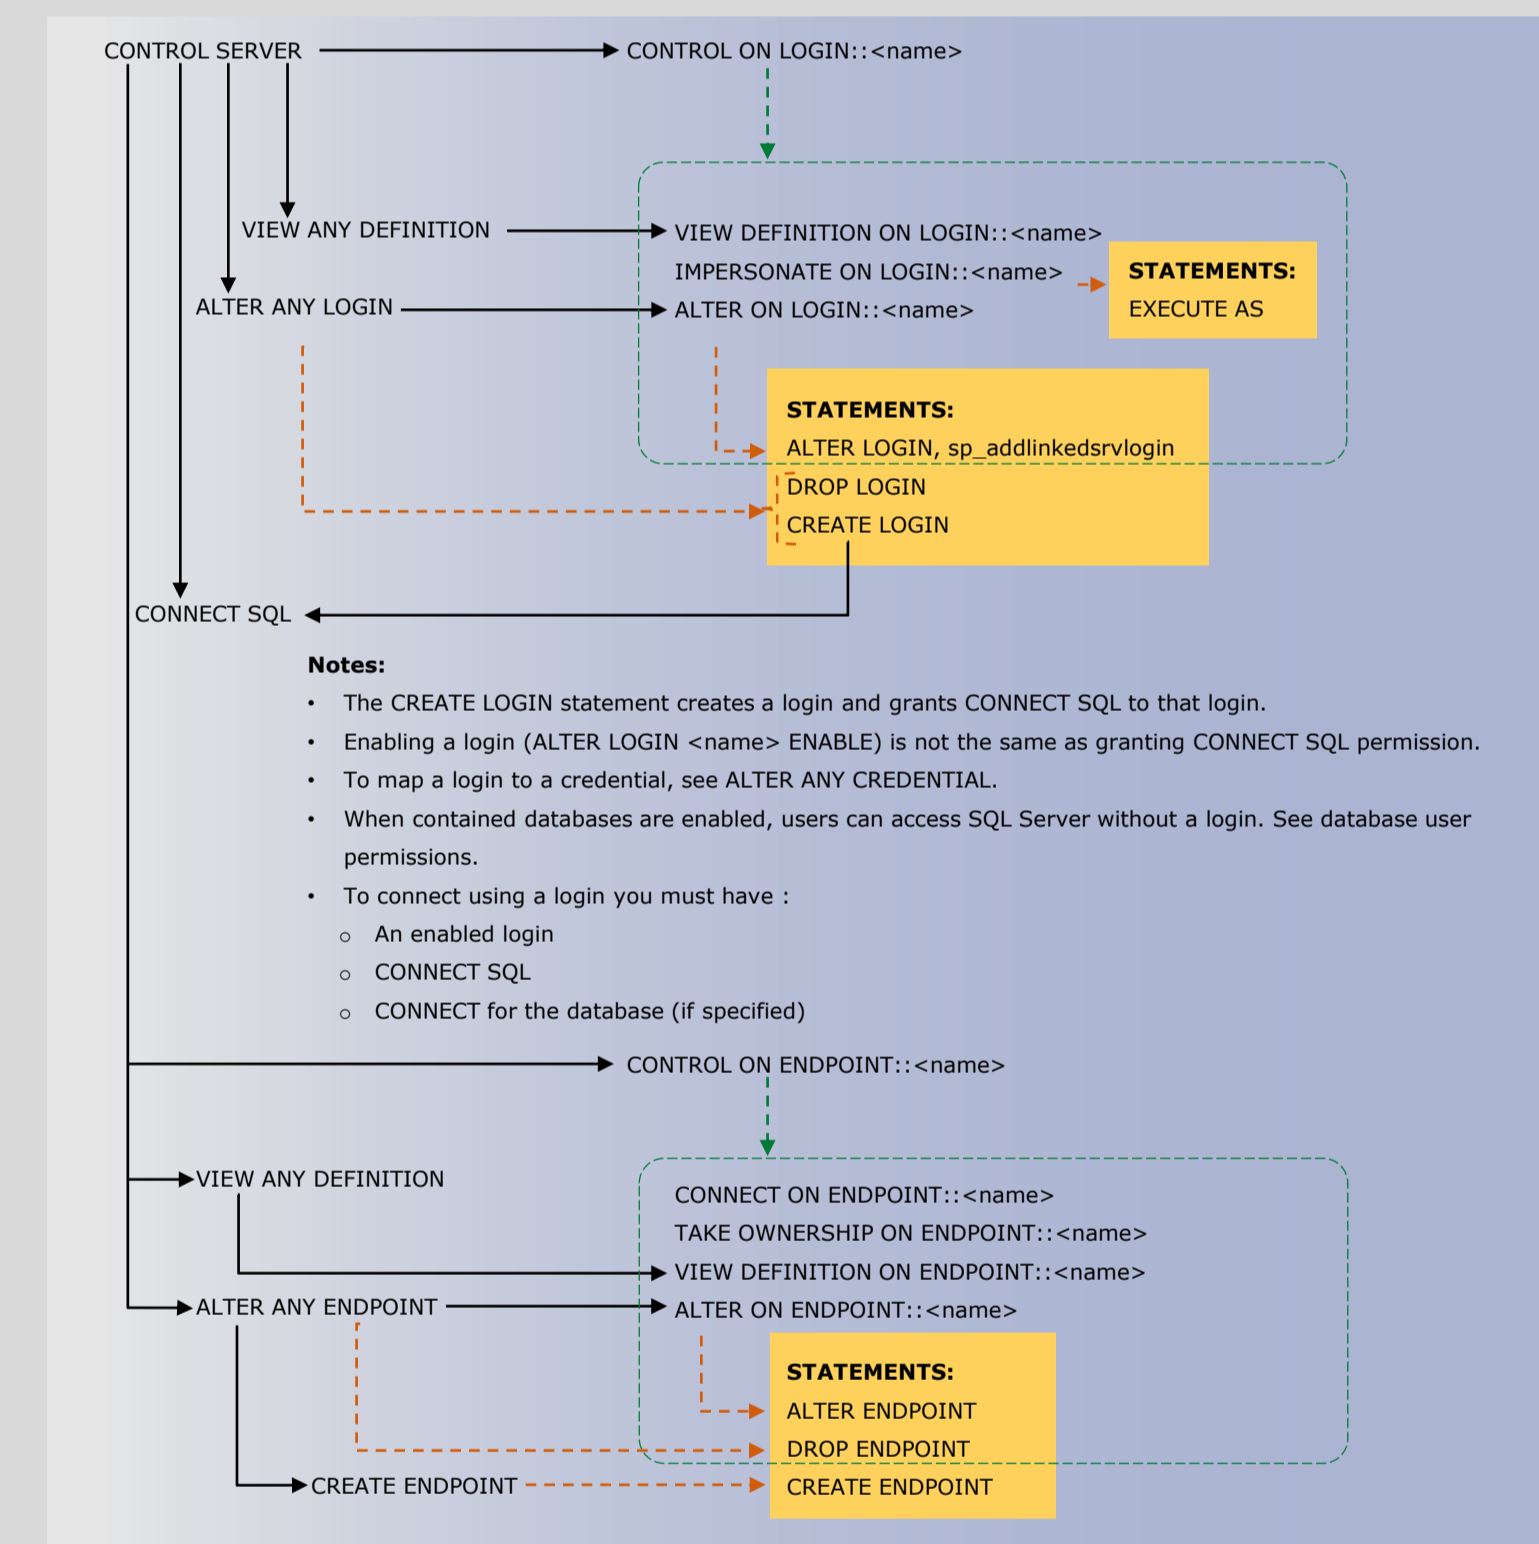 CONTROL SERVER
CONTROL ON LOGIN::<name>
VIEW ANY DEFINITION
VIEW DEFINITION ON LOGIN::<name>
IMPERSONATE ON LOGIN::<name>
STATEMENTS:
EXECUTE AS
ALTER ANY LOGIN
ALTER ON LOGIN::<name>
STATEMENTS:
ALTER LOGIN, sp_addlinkedsrvlogin
DROP LOGIN
CREATE LOGIN
CONNECT SQL
Notes:
• The CREATE LOGIN statement creates a login and grants CONNECT SQL to that login.
• Enabling a login (ALTER LOGIN <name> ENABLE) is not the same as granting CONNECT SQL permission.
• To map a login to a credential, see ALTER ANY CREDENTIAL.
• When contained databases are enabled, users can access SQL Server without a login. See database user
permissions.
• To connect using a login you must have :
o An enabled login
o CONNECT SQL
o CONNECT for the database (if specified)
CONTROL ON ENDPOINT::<name>
VIEW ANY DEFINITION
CONNECT ON ENDPOINT::<name>
TAKE OWNERSHIP ON ENDPOINT::<name>
VIEW DEFINITION ON ENDPOINT::<name>
ALTER ANY ENDPOINT
ALTER ON ENDPOINT::<name>
STATEMENTS:
ALTER ENDPOINT
DROP ENDPOINT
CREATE ENDPOINT
CREATE ENDPOINT